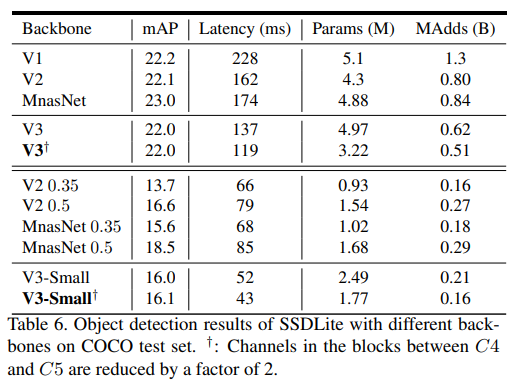 Backbone mAP Latency (ms) Params (M) MAdds (B)
V1 22.2 228 5.1 1.3
V2 22.1 162 4.3 0.80
MnasNet 23.0 174 4.88 0.84
V3 22.0 137 4.97 0.62
V3† 22.0 119 3.22 0.51
V2 0.35 13.7 66 0.93 0.16
V2 0.5 16.6 79 1.54 0.27
MnasNet 0.35 15.6 68 1.02 0.18
MnasNet 0.5 18.5 85 1.68 0.29
V3-Small 16.0 52 2.49 0.21
V3-Small† 16.1 43 1.77 0.16
Table 6. Object detection results of SSDLite with different back-
bones on COCO test set. †: Channels in the blocks between C4
and C5 are reduced by a factor of 2.